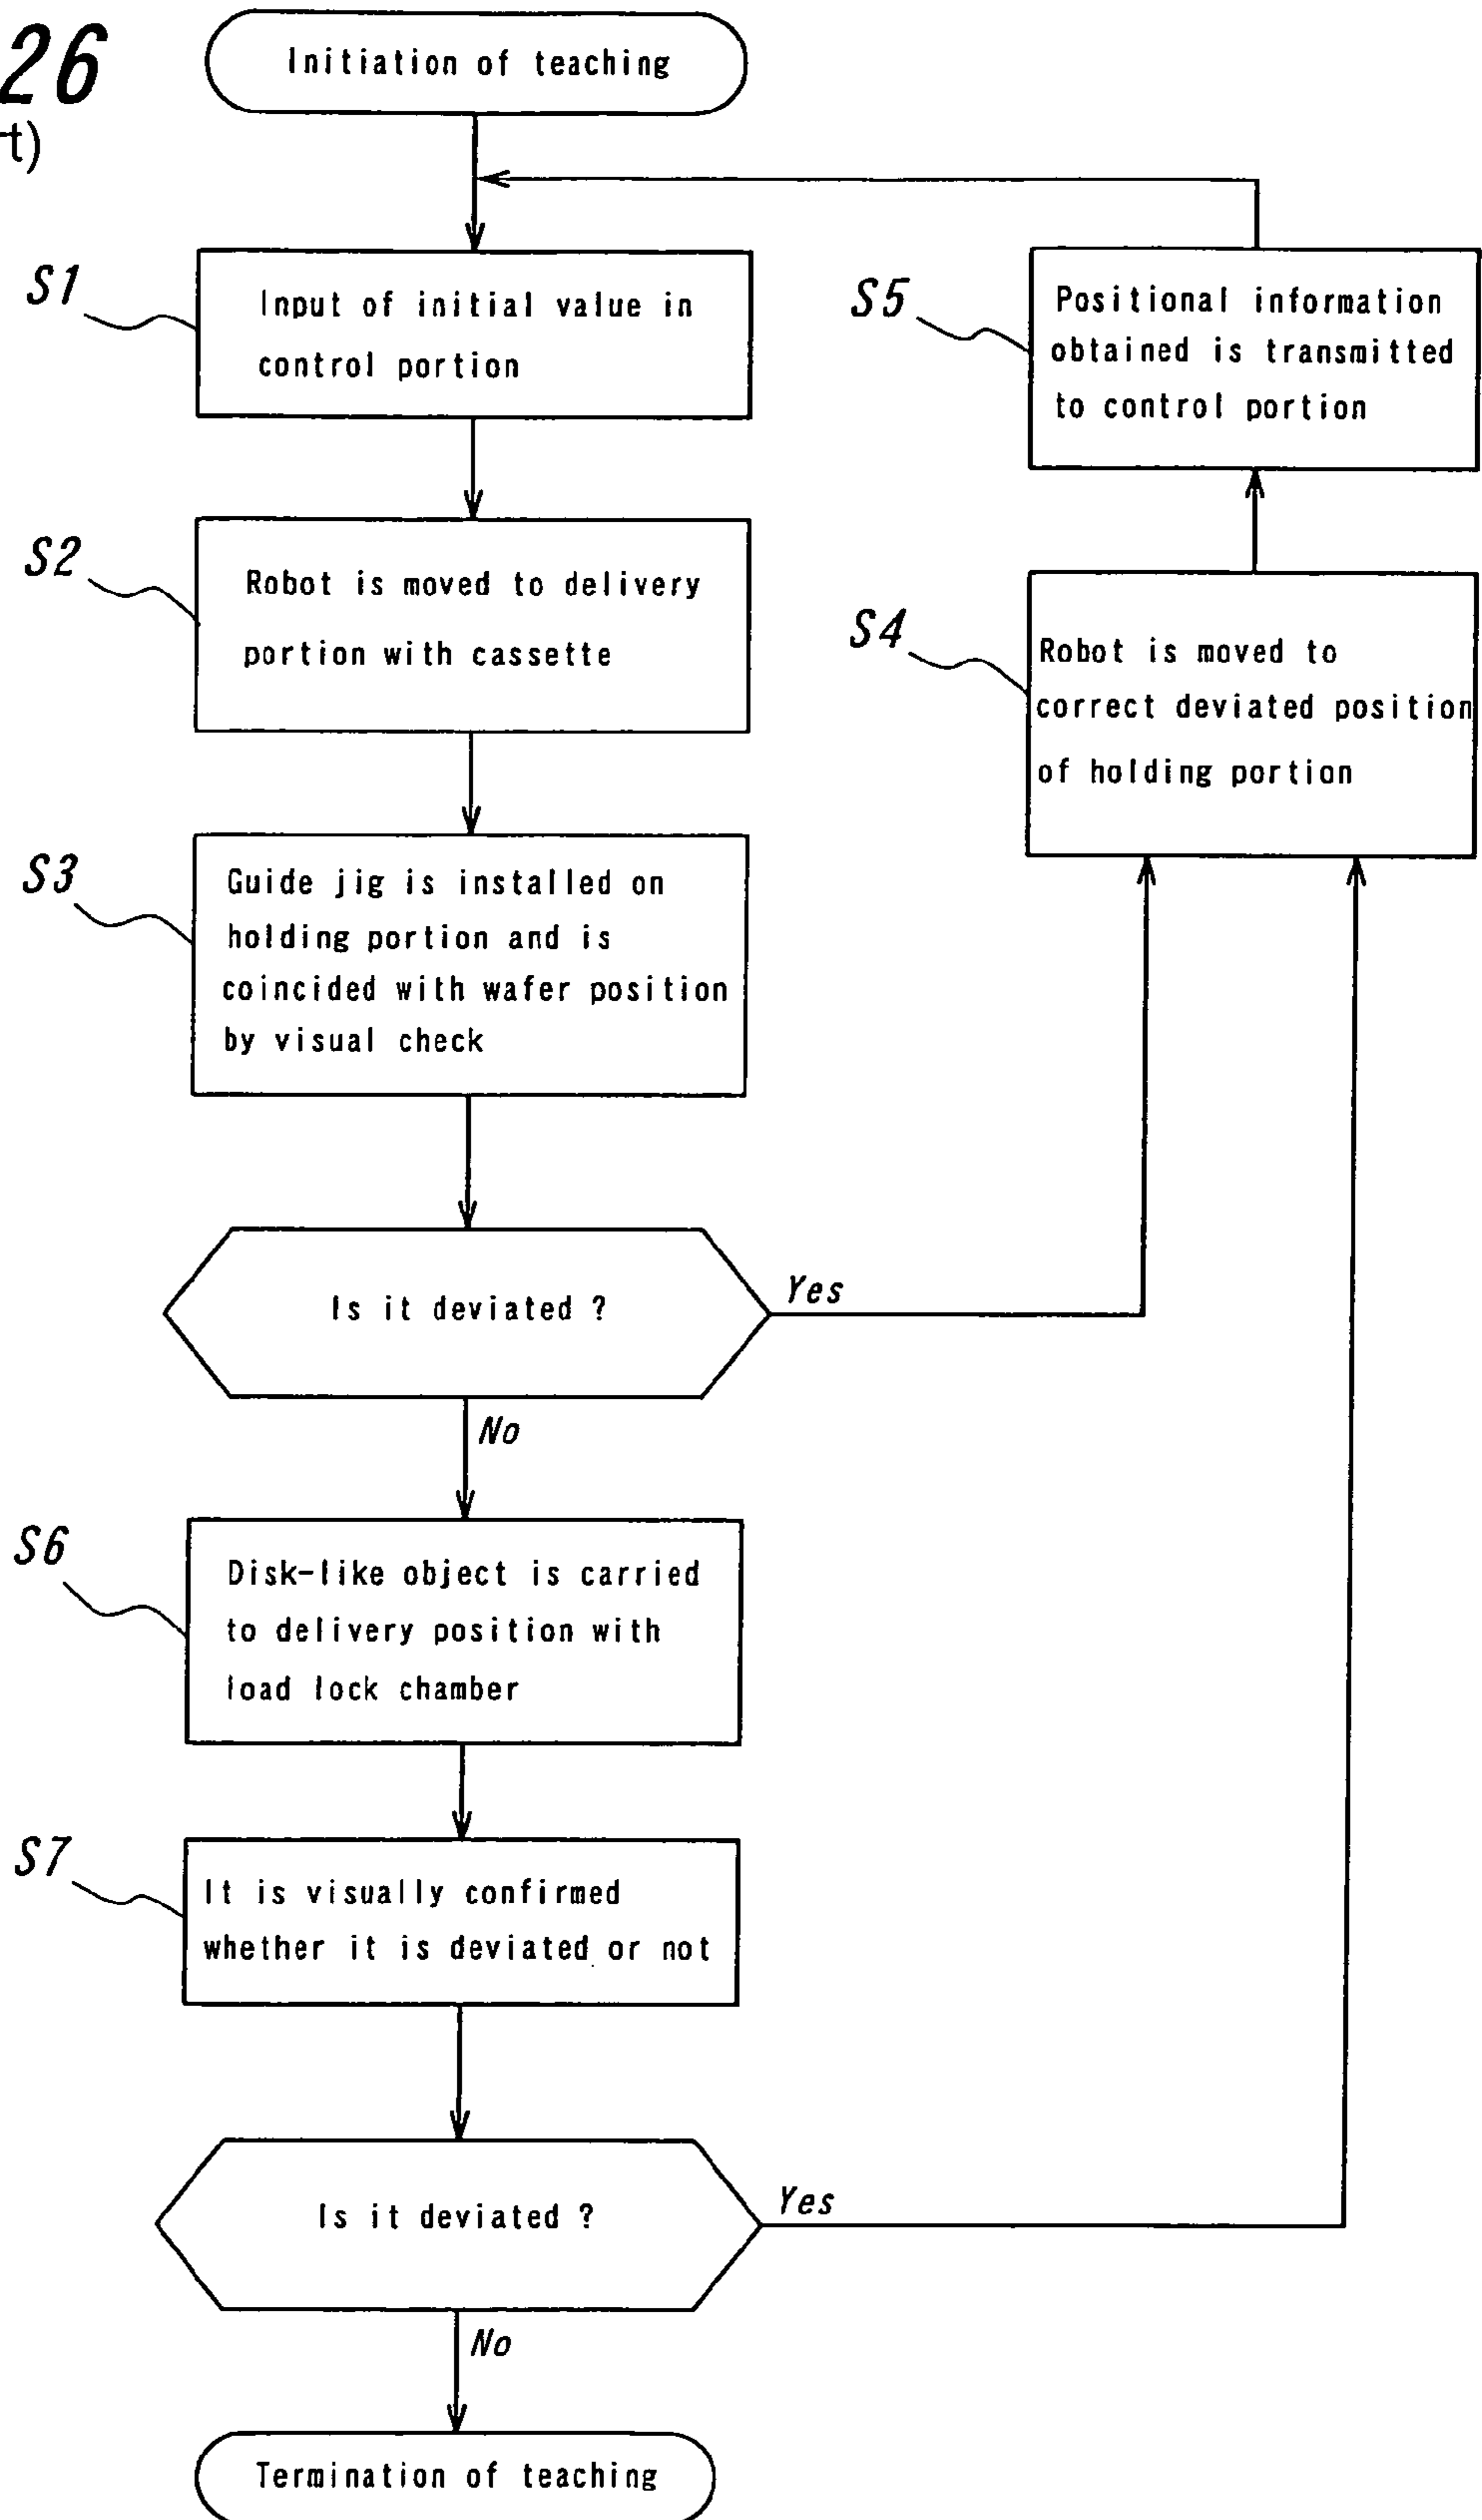 26
t)
Initiation of teaching
S1
Input of initial value in
control portion
S5
Positional information
obtained is transmitted
to control portion
S2
Robot is moved to delivery
portion with cassette
S4
Robot is moved to
correct deviated position
of holding portion
S3
Guide jig is installed on
holding portion and is
coincided with wafer position
by visual check
Is it deviated ?
Yes
No
S6
Disk-like object is carried
to delivery position with
load lock chamber
S7
It is visually confirmed
whether it is deviated or not
Is it deviated ?
Yes
No
Termination of teaching